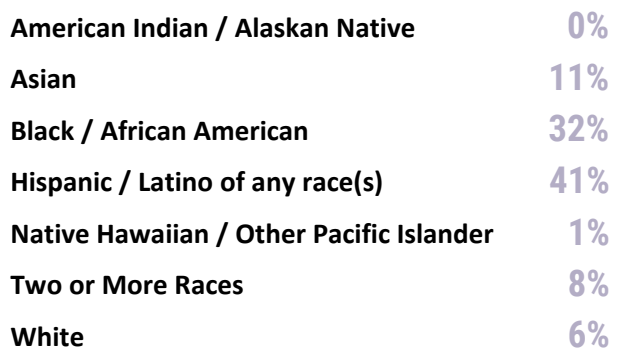 American Indian / Alaskan Native 0%
Asian 11%
Black / African American 32%
Hispanic / Latino of any race(s) 41%
Native Hawaiian / Other Pacific Islander 1%
Two or More Races 8%
White 6%